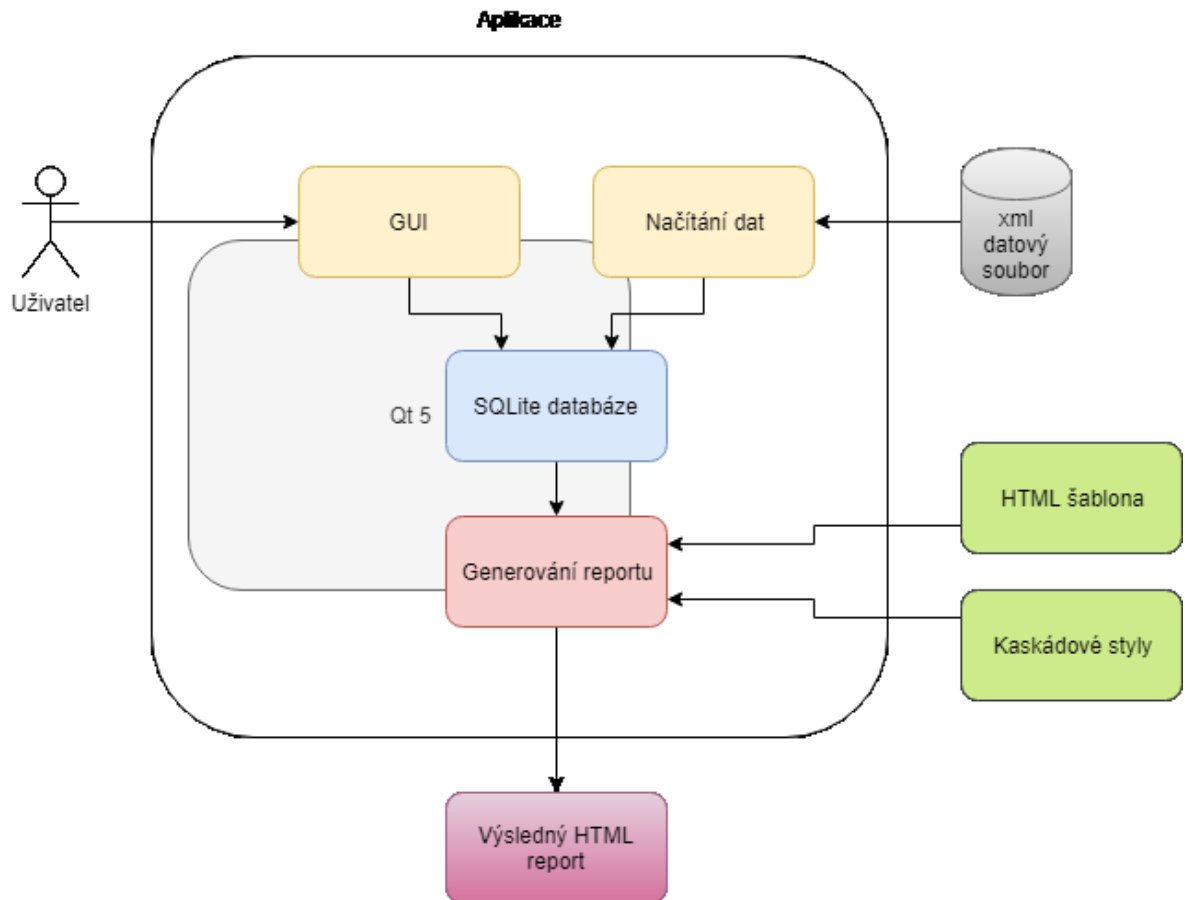 Aplikace
GUI
Načítání dat
xml
datový
soubor
Uživatel
Qt 5
SQLite databáze
HTML šablona
Generování reportu
Kaskádové styly
Výsledný HTML
report